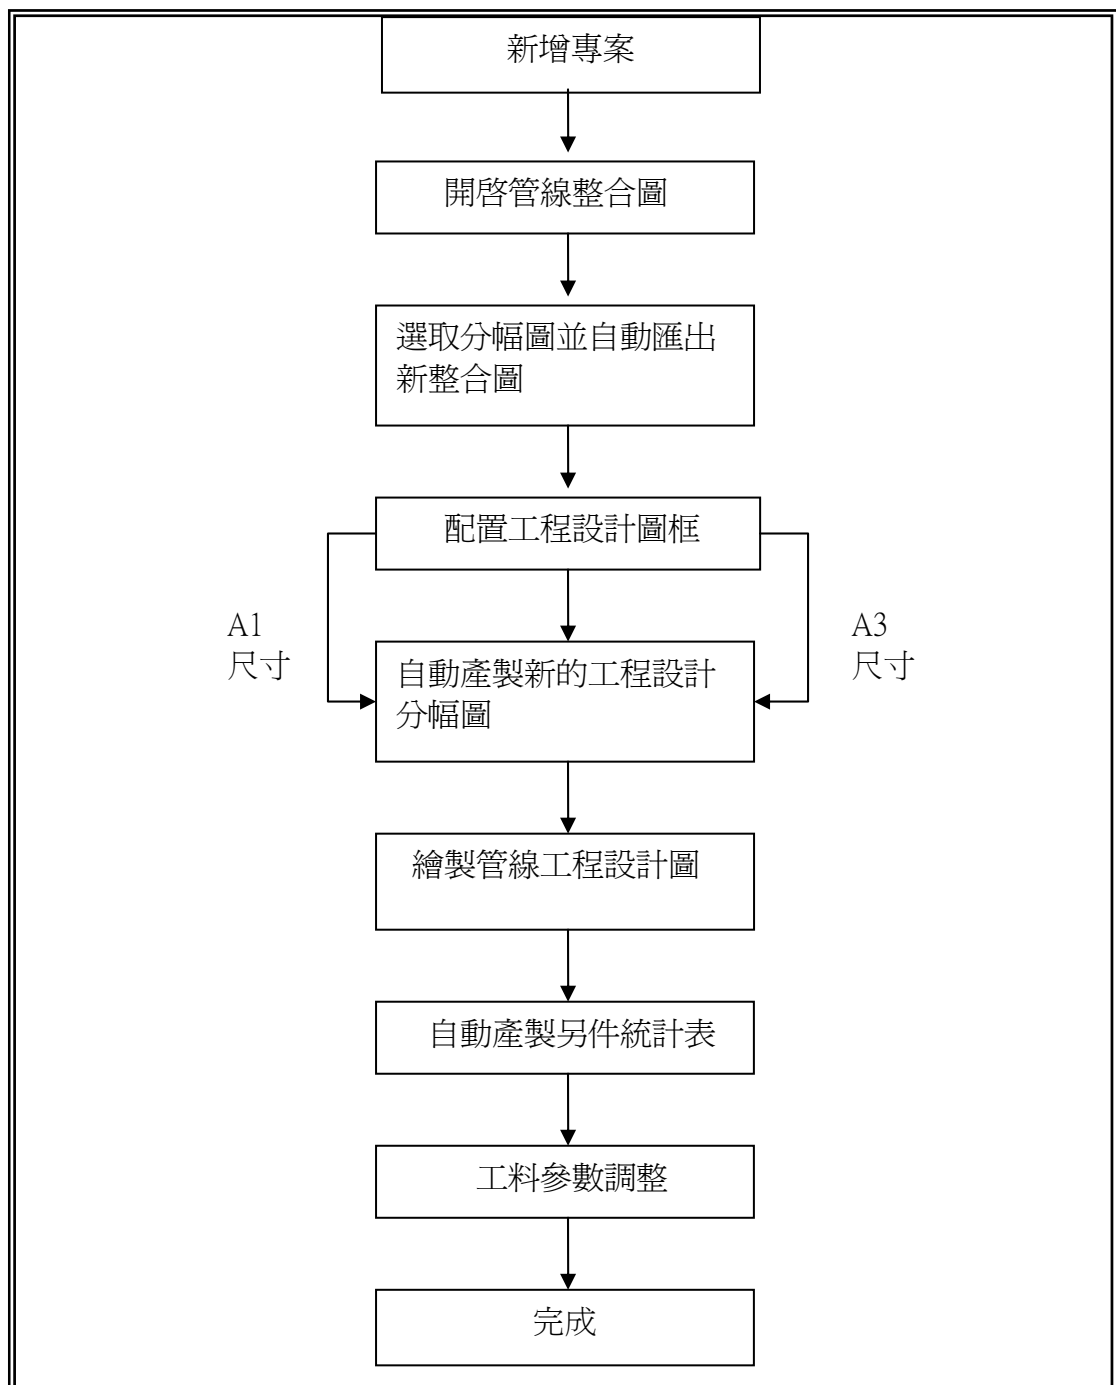 新增專案
開啓管線整合圖
選取分幅圖並自動匯出
新整合圖
配置工程設計圖框
A1
尺寸
A3
尺寸
自動產製新的工程設計
分幅圖
繪製管線工程設計圖
自動產製另件統計表
工料參數調整
完成